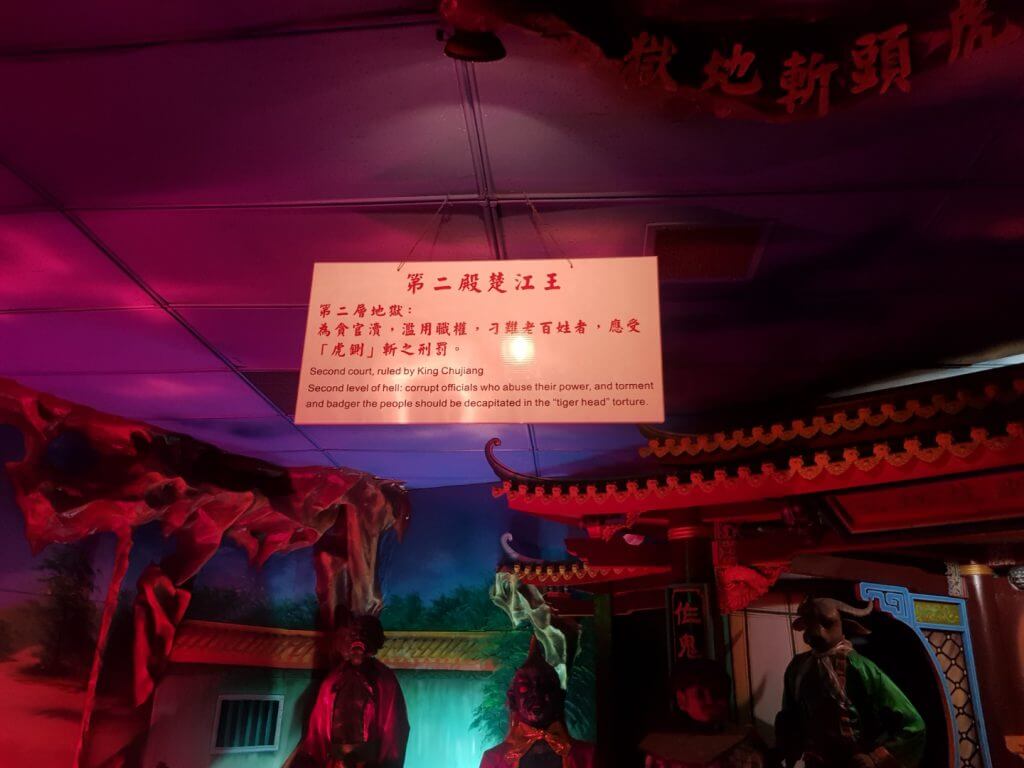 虎頭斬地獄
第二殿楚江王
第二層地獄：
為貪官瀆，濫用職權，刁難老百姓者，應受
「虎鍘」斬之刑罰。
Second court, ruled by King Chujiang
Second level of hell: corrupt officials who abuse their power, and torment
and badger the people should be decapitated in the “tiger head” torture.
佐鬼